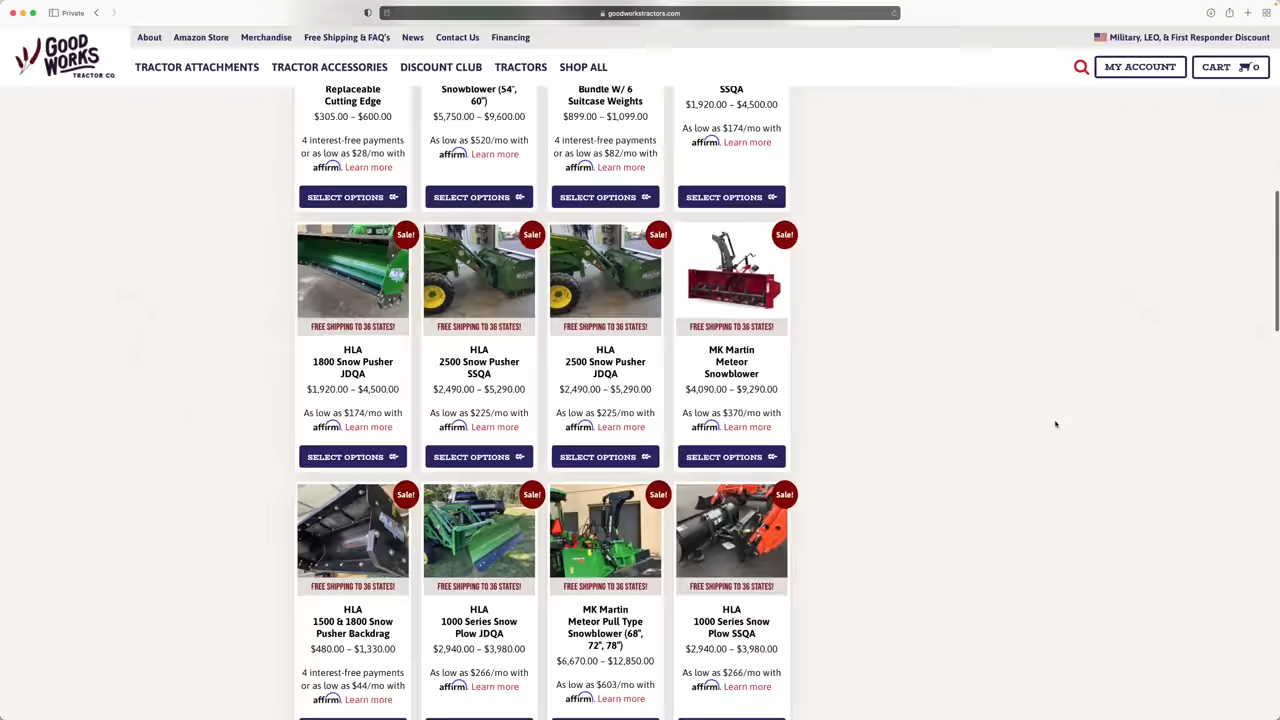 Private
goodworkstractors.com
About
Amazon Store
Merchandise
Free Shipping & FAQ's
News
Contact Us
Financing
Military, LEO, & First Responder Discount
GOOD
WORKS
TRACTOR CO.
TRACTOR ATTACHMENTS
TRACTOR ACCESSORIES
DISCOUNT CLUB
TRACTORS
SHOP ALL
MY ACCOUNT
CART 0
Replaceable
Cutting Edge
$305.00 – $600.00
4 interest-free payments
or as low as $28/mo with
affirm. Learn more
SELECT OPTIONS
Snowblower (54",
60")
$5,750.00 – $9,600.00
As low as $520/mo with
affirm. Learn more
SELECT OPTIONS
Bundle W/ 6
Suitcase Weights
$899.00 – $1,099.00
4 interest-free payments
or as low as $82/mo with
affirm. Learn more
SELECT OPTIONS
SSQA
$1,920.00 – $4,500.00
As low as $174/mo with
affirm. Learn more
SELECT OPTIONS
Sale!
FREE SHIPPING TO 36 STATES!
HLA
1800 Snow Pusher
JDQA
$1,920.00 – $4,500.00
As low as $174/mo with
affirm. Learn more
SELECT OPTIONS
Sale!
FREE SHIPPING TO 36 STATES!
HLA
2500 Snow Pusher
SSQA
$2,490.00 – $5,290.00
As low as $225/mo with
affirm. Learn more
SELECT OPTIONS
Sale!
FREE SHIPPING TO 36 STATES!
HLA
2500 Snow Pusher
JDQA
$2,490.00 – $5,290.00
As low as $225/mo with
affirm. Learn more
SELECT OPTIONS
Sale!
FREE SHIPPING TO 36 STATES!
MK Martin
Meteor
Snowblower
$4,090.00 – $9,290.00
As low as $370/mo with
affirm. Learn more
SELECT OPTIONS
Sale!
FREE SHIPPING TO 36 STATES!
HLA
1500 & 1800 Snow
Pusher Backdrag
$480.00 – $1,330.00
4 interest-free payments
or as low as $44/mo with
affirm. Learn more
Sale!
FREE SHIPPING TO 36 STATES!
HLA
1000 Series Snow
Plow JDQA
$2,940.00 – $3,980.00
As low as $266/mo with
affirm. Learn more
Sale!
FREE SHIPPING TO 36 STATES!
MK Martin
Meteor Pull Type
Snowblower (68",
72", 78")
$6,670.00 – $12,850.00
As low as $603/mo with
affirm. Learn more
Sale!
FREE SHIPPING TO 36 STATES!
HLA
1000 Series Snow
Plow SSQA
$2,940.00 – $3,980.00
As low as $266/mo with
affirm. Learn more